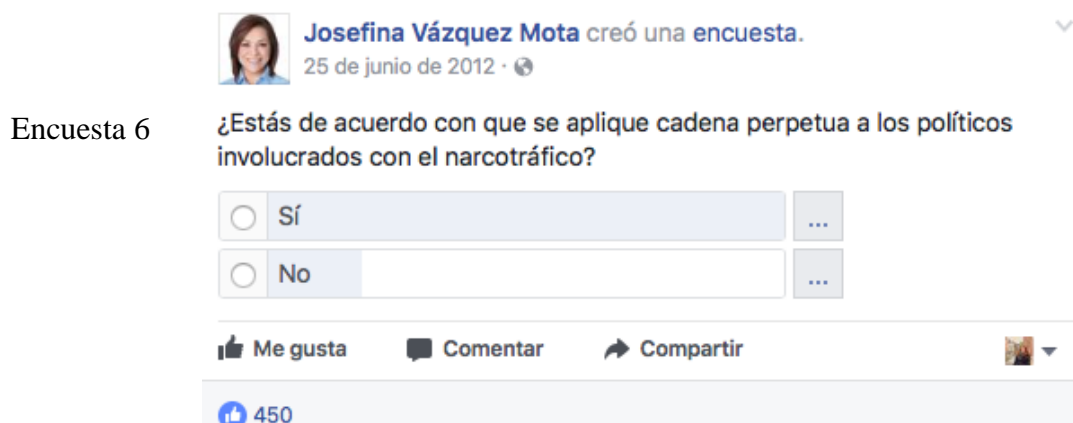 Josefina Vázquez Mota creó una encuesta.
25 de junio de 2012 ·
Encuesta 6
¿Estás de acuerdo con que se aplique cadena perpetua a los políticos
involucrados con el narcotráfico?
Sí
...
No
...
Me gusta Comentar Compartir
450